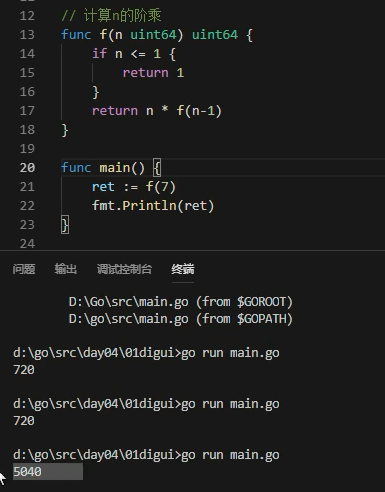 12 // 计算n的阶乘
13 func f(n uint64) uint64 {
14 if n <= 1 {
15 return 1
16 }
17 return n * f(n-1)
18 }
19
20 func main() {
21 ret := f(7)
22 fmt.Println(ret)
23 }
24
问题 输出 调试控制台 终端
D:\Go\src\main.go (from $GOROOT)
D:\Go\src\main.go (from $GOPATH)
d:\go\src\day04\01digui>go run main.go
720
d:\go\src\day04\01digui>go run main.go
720
d:\go\src\day04\01digui>go run main.go
5040